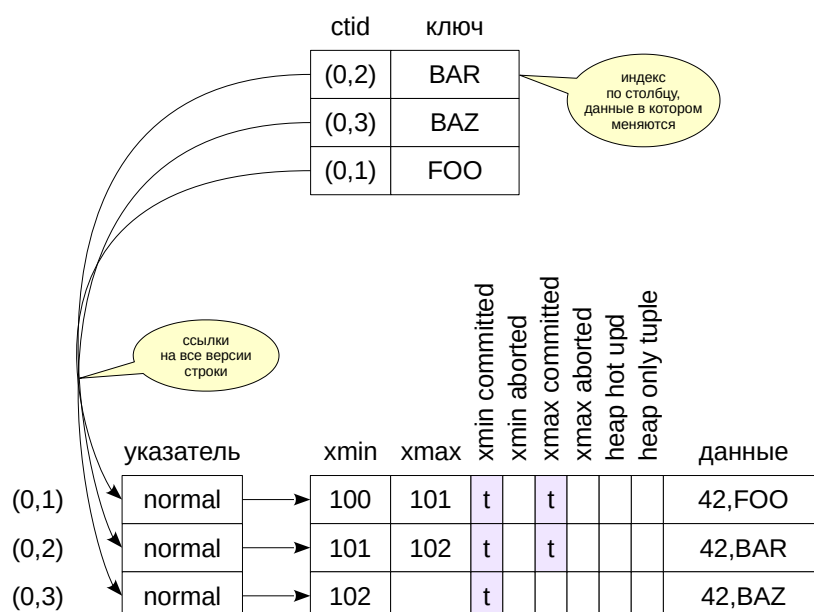 ctid ключ
(0,2) BAR
(0,3) BAZ
(0,1) FOO
индекс
по столбцу,
данные в котором
меняются
ссылки
на все версии
строки
указатель xmin xmax xmin committed xmin aborted xmax committed xmax aborted heap hot upd heap only tuple данные
(0,1) normal 100 101 t t 42,FOO
(0,2) normal 101 102 t t 42,BAR
(0,3) normal 102 t 42,BAZ